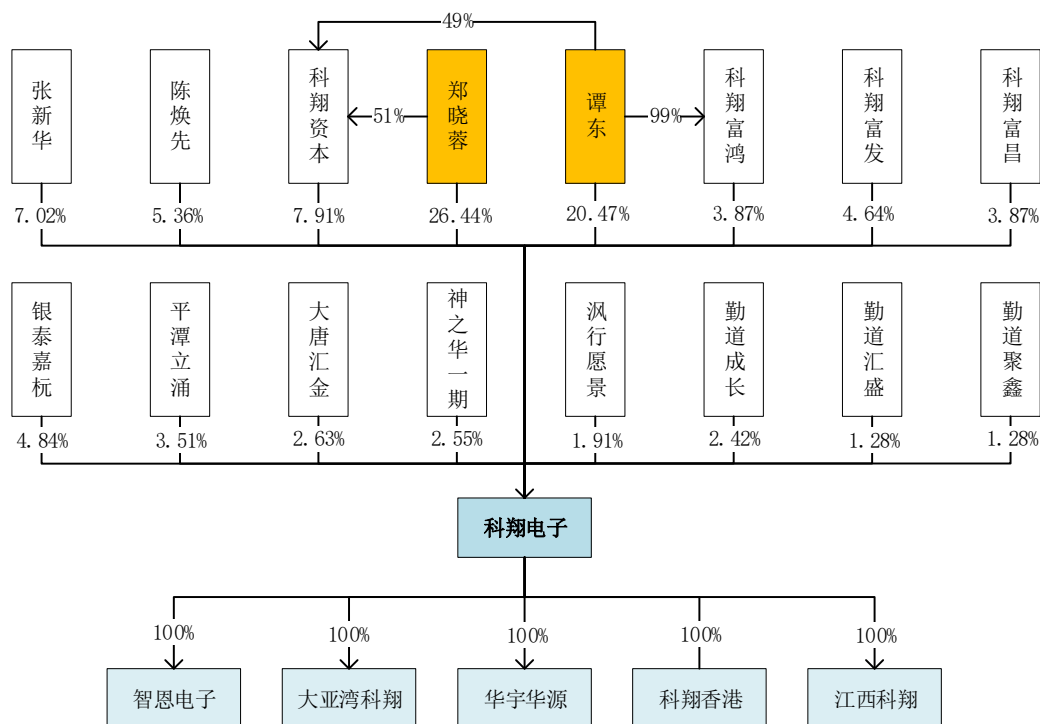 49%
张新华
陈焕先
科翔资本
51%
郑晓蓉
谭东
99%
科翔富鸿
科翔富发
科翔富昌
7.02%
5.36%
7.91%
26.44%
20.47%
3.87%
4.64%
3.87%
银泰嘉杬
平潭立涌
大唐汇金
神之华一期
沨行愿景
勤道成长
勤道汇盛
勤道聚鑫
4.84%
3.51%
2.63%
2.55%
1.91%
2.42%
1.28%
1.28%
科翔电子
100%
100%
100%
100%
100%
智恩电子
大亚湾科翔
华宇华源
科翔香港
江西科翔